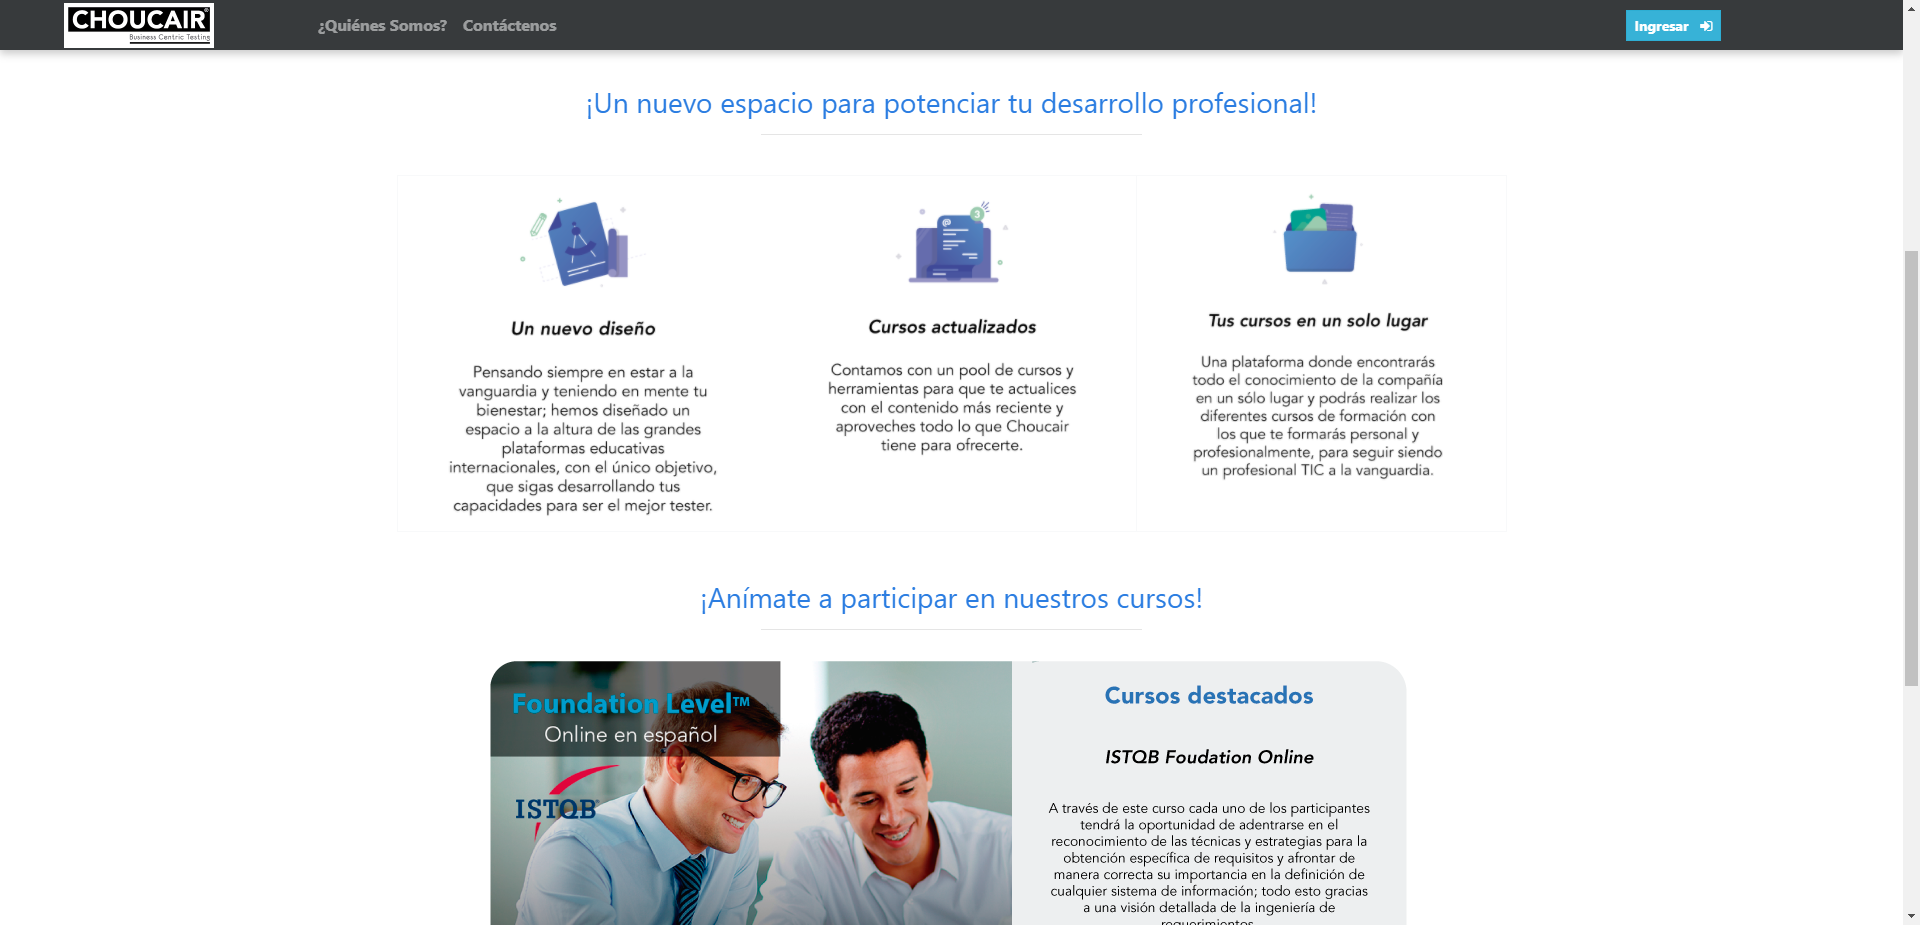 CHOUCAIR®
Business Centric Testing
¿Quiénes Somos?
Contáctenos
Ingresar
¡Un nuevo espacio para potenciar tu desarrollo profesional!
3
@
Un nuevo diseño
Pensando siempre en estar a la
vanguardia y teniendo en mente tu
bienestar; hemos diseñado un
espacio a la altura de las grandes
plataformas educativas
internacionales, con el único objetivo,
que sigas desarrollando tus
capacidades para ser el mejor tester.
Cursos actualizados
Contamos con un pool de cursos y
herramientas para que te actualices
con el contenido más reciente y
aproveches todo lo que Choucair
tiene para ofrecerte.
Tus cursos en un solo lugar
Una plataforma donde encontrarás
todo el conocimiento de la compañía
en un sólo lugar y podrás realizar los
diferentes cursos de formación con
los que te formarás personal y
profesionalmente, para seguir siendo
un profesional TIC a la vanguardia.
¡Anímate a participar en nuestros cursos!
Foundation Level™
Online en español
ISTQB
Cursos destacados
ISTQB Foudation Online
A través de este curso cada uno de los participantes
tendrá la oportunidad de adentrarse en el
reconocimiento de las técnicas y estrategias para la
obtención específica de requisitos y afrontar de
manera correcta su importancia en la definición de
cualquier sistema de información; todo esto gracias
a una visión detallada de la ingeniería de
requerimientos